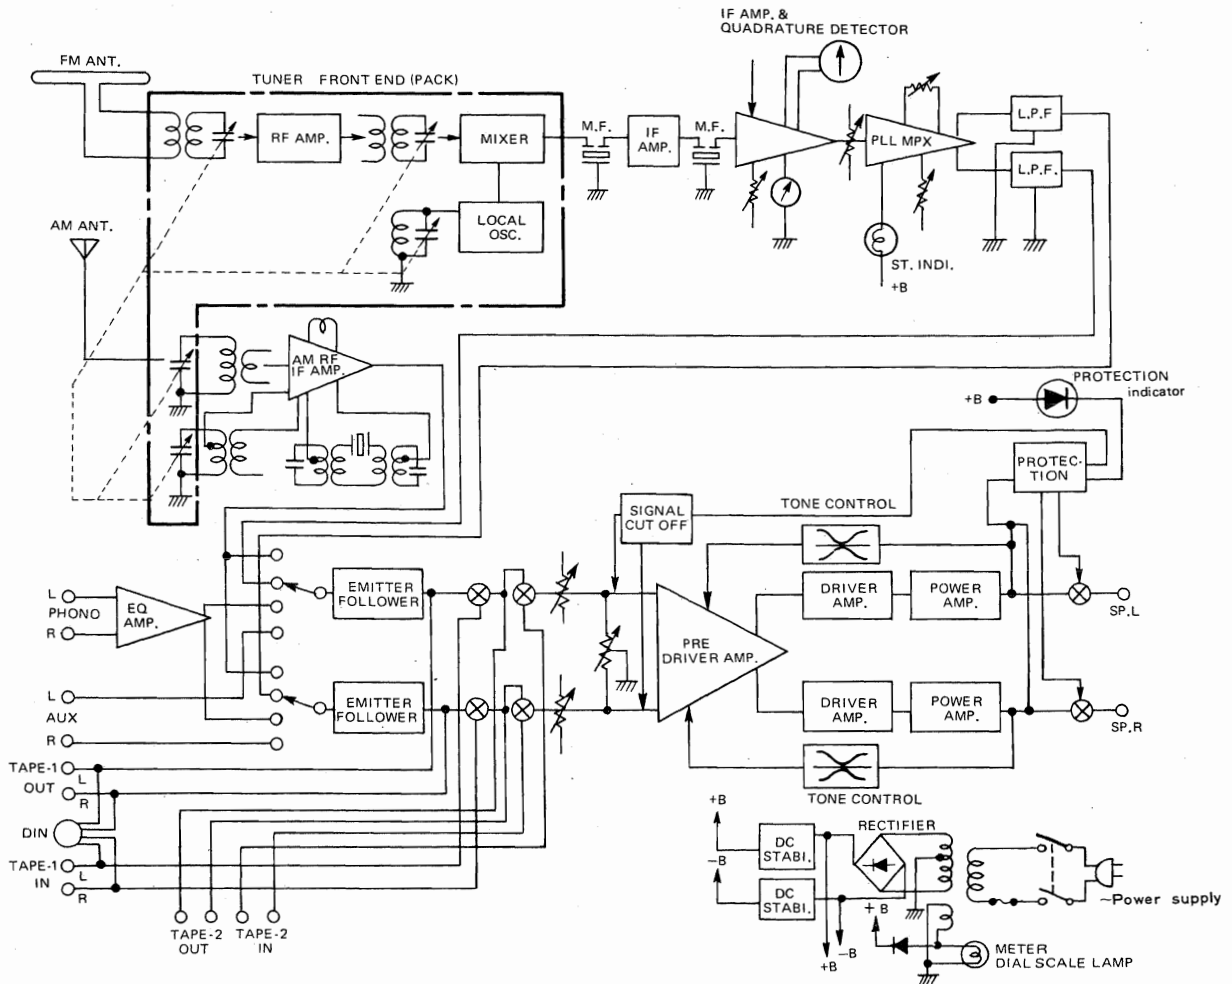 IF AMP. &
QUADRATURE DETECTOR
FM ANT.
TUNER FRONT END (PACK)
RF AMP.
MIXER
M.F.
IF
AMP.
M.F.
PLL MPX
L.P.F
L.P.F.
LOCAL
OSC.
AM ANT.
ST. INDI.
+B
AM RF
IF AMP.
PROTECTION
indicator
+B
PROTEC-
TION
SIGNAL
CUT OFF
TONE CONTROL
L
PHONO
R
EQ
AMP.
EMITTER
FOLLOWER
DRIVER
AMP.
POWER
AMP.
SP.L
PRE
DRIVER AMP.
L
AUX
R
EMITTER
FOLLOWER
DRIVER
AMP.
POWER
AMP.
SP.R
TAPE-1
L
OUT
R
DIN
TAPE-1
L
IN
R
TAPE-2
OUT
TAPE-2
IN
TONE CONTROL
+B
RECTIFIER
DC
STABI.
-B
DC
STABI.
+B
-B
+B
~Power supply
METER
DIAL SCALE LAMP